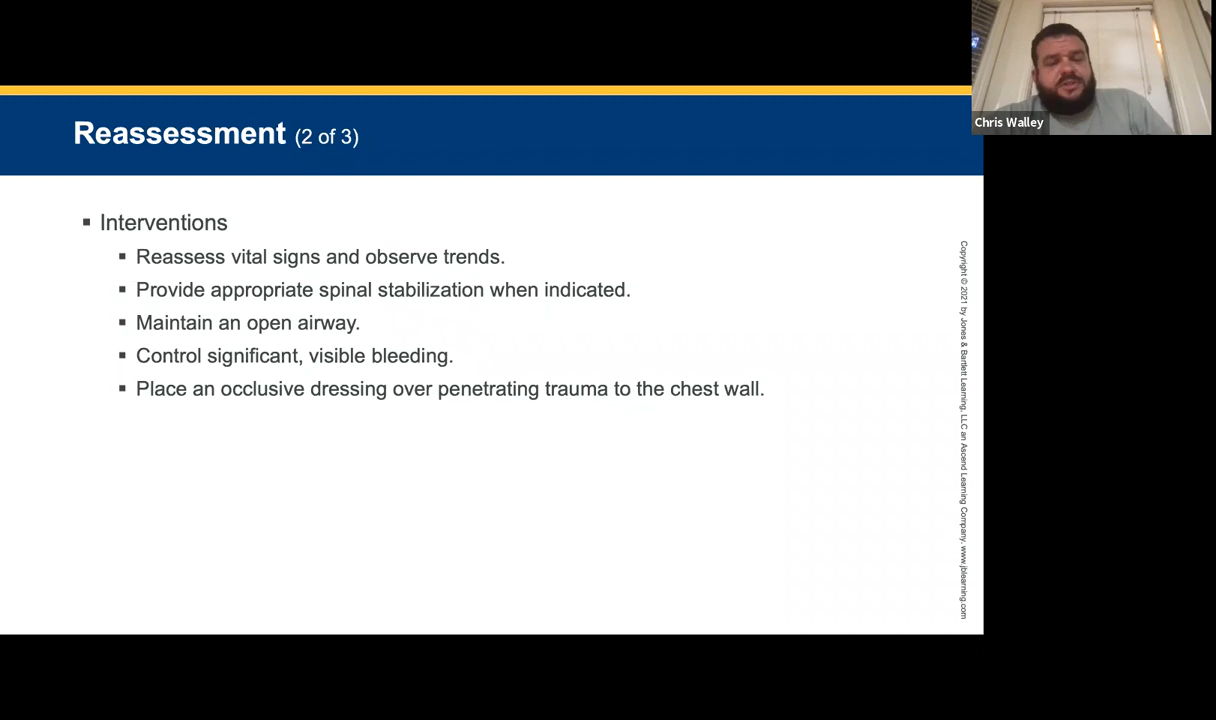 Reassessment (2 of 3)
▪ Interventions
▪ Reassess vital signs and observe trends.
▪ Provide appropriate spinal stabilization when indicated.
▪ Maintain an open airway.
▪ Control significant, visible bleeding.
▪ Place an occlusive dressing over penetrating trauma to the chest wall.
Copyright © 2021 by Jones & Bartlett Learning, LLC an Ascend Learning Company. www.jblearning.com
Chris Walley